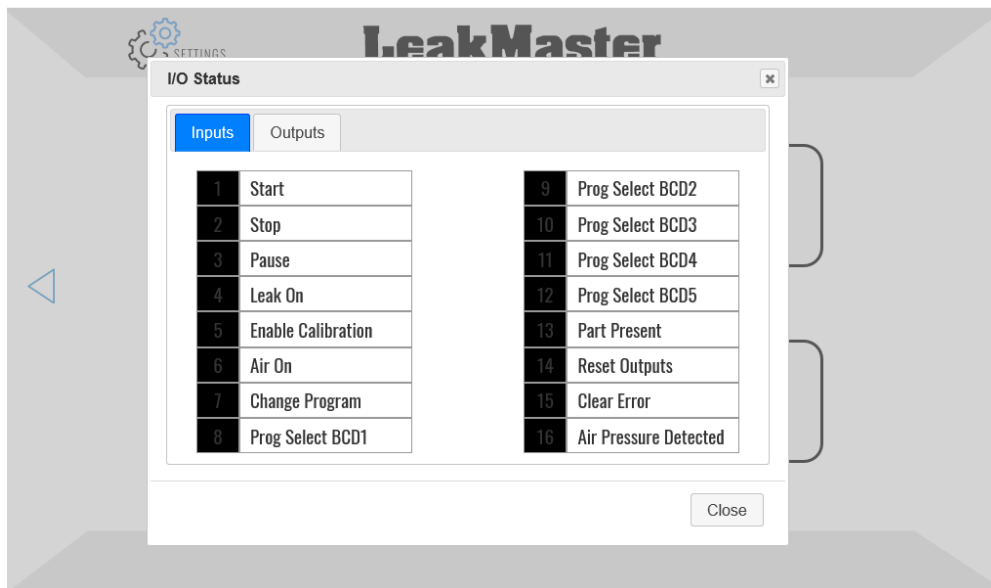 SETTINGS
LeakMaster
I/O Status
Inputs
Outputs
1 Start
2 Stop
3 Pause
4 Leak On
5 Enable Calibration
6 Air On
7 Change Program
8 Prog Select BCD1
9 Prog Select BCD2
10 Prog Select BCD3
11 Prog Select BCD4
12 Prog Select BCD5
13 Part Present
14 Reset Outputs
15 Clear Error
16 Air Pressure Detected
Close